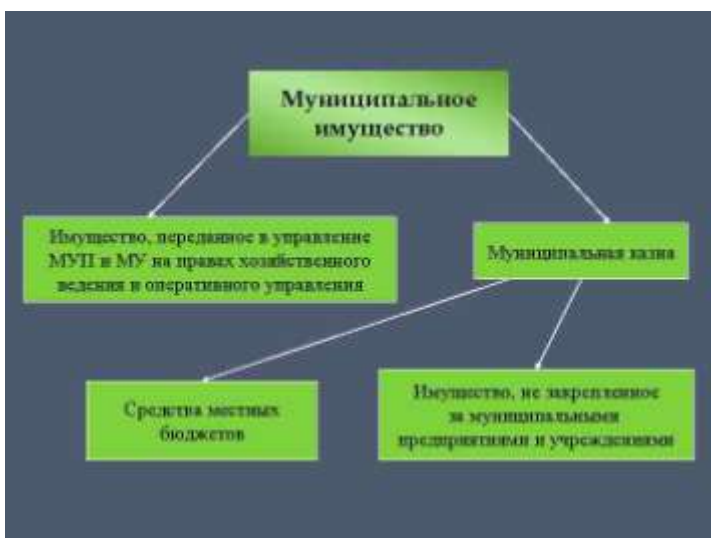 Муниципальное
имущество
Имущество, переданное в управление
МУП и МУ на правах хозяйственного
ведения и оперативного управления
Муниципальная казна
Средства местных
бюджетов
Имущество, не закрепленное
за муниципальными
предприятиями и учреждениями